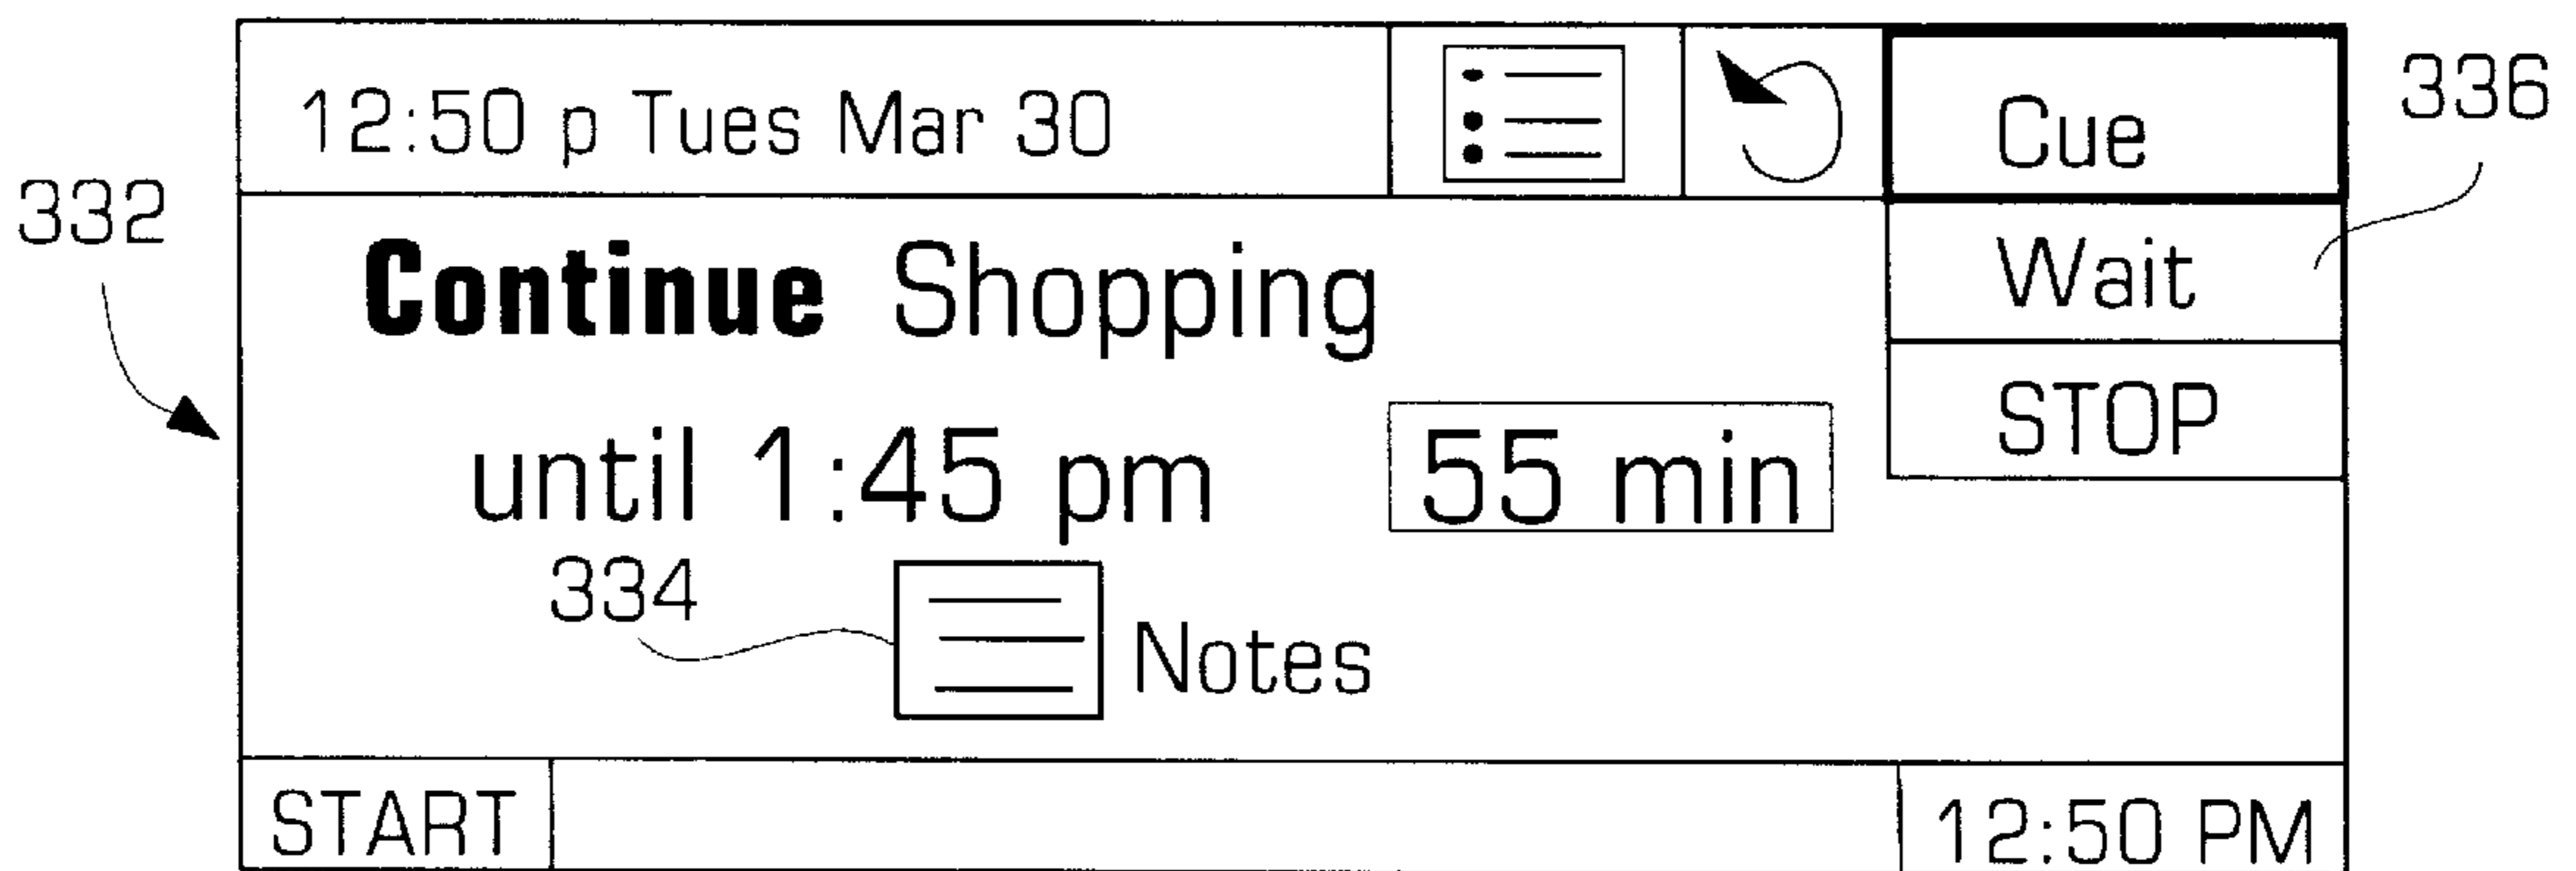 12:50 p Tues Mar 30
Cue
336
332
Continue Shopping
Wait
until 1:45 pm
55 min
STOP
334
Notes
START
12:50 PM